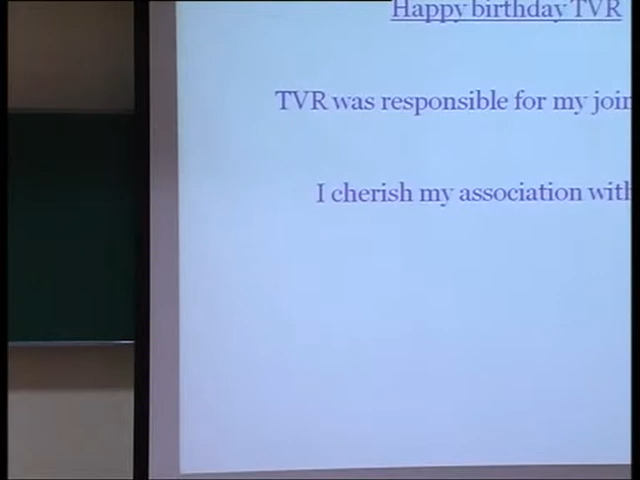 Happy birthday TVR
TVR was responsible for my
I cherish my association with